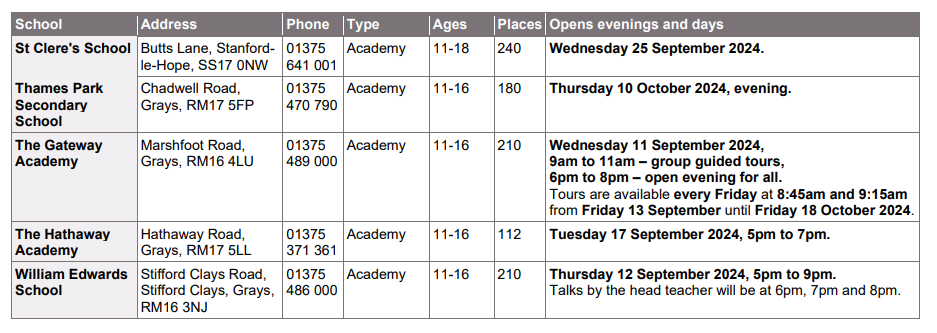 School Address Phone Type Ages Places Opens evenings and days
St Clere's School Butts Lane, Stanford- 01375 Academy 11-18 240 Wednesday 25 September 2024.
le-Hope, SS17 0NW 641 001
Thames Park Chadwell Road, 01375 Academy 11-16 180 Thursday 10 October 2024, evening.
Secondary Grays, RM17 5FP 470 790
School
The Gateway Marshfoot Road, 01375 Academy 11-16 210 Wednesday 11 September 2024,
Academy Grays, RM16 4LU 489 000 9am to 11am – group guided tours,
6pm to 8pm – open evening for all.
Tours are available every Friday at 8:45am and 9:15am
from Friday 13 September until Friday 18 October 2024.
The Hathaway Hathaway Road, 01375 Academy 11-16 112 Tuesday 17 September 2024, 5pm to 7pm.
Academy Grays, RM17 5LL 371 361
William Edwards Stifford Clays Road, 01375 Academy 11-16 210 Thursday 12 September 2024, 5pm to 9pm.
School Stifford Clays, Grays, 486 000 Talks by the head teacher will be at 6pm, 7pm and 8pm.
RM16 3NJ